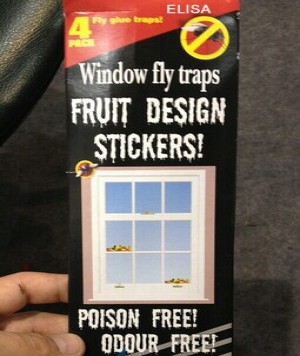 ELISA
4 Fly glue traps!
PACK
Window fly traps
FRUIT DESIGN
STICKERS!
POISON FREE!
ODOUR FREE!